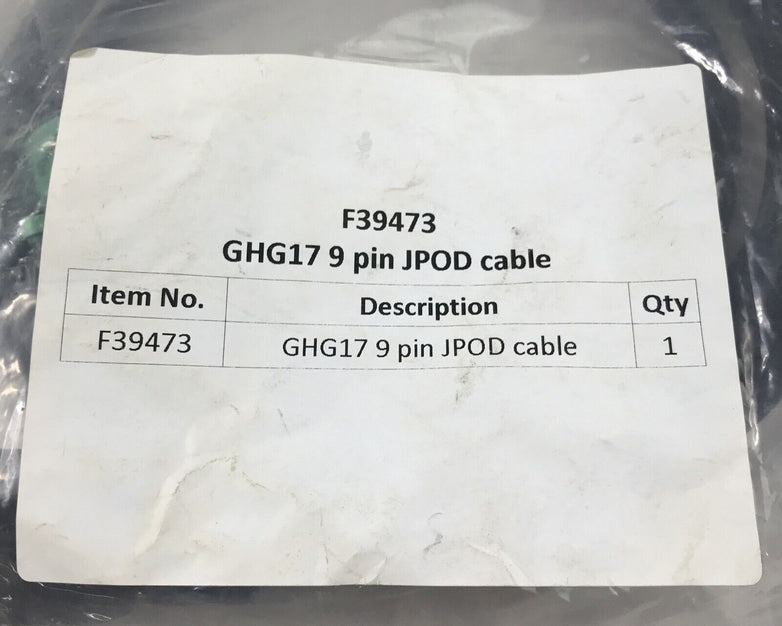 F39473
GHG17 9 pin JPOD cable
Item No. Description Qty
F39473 GHG17 9 pin JPOD cable 1